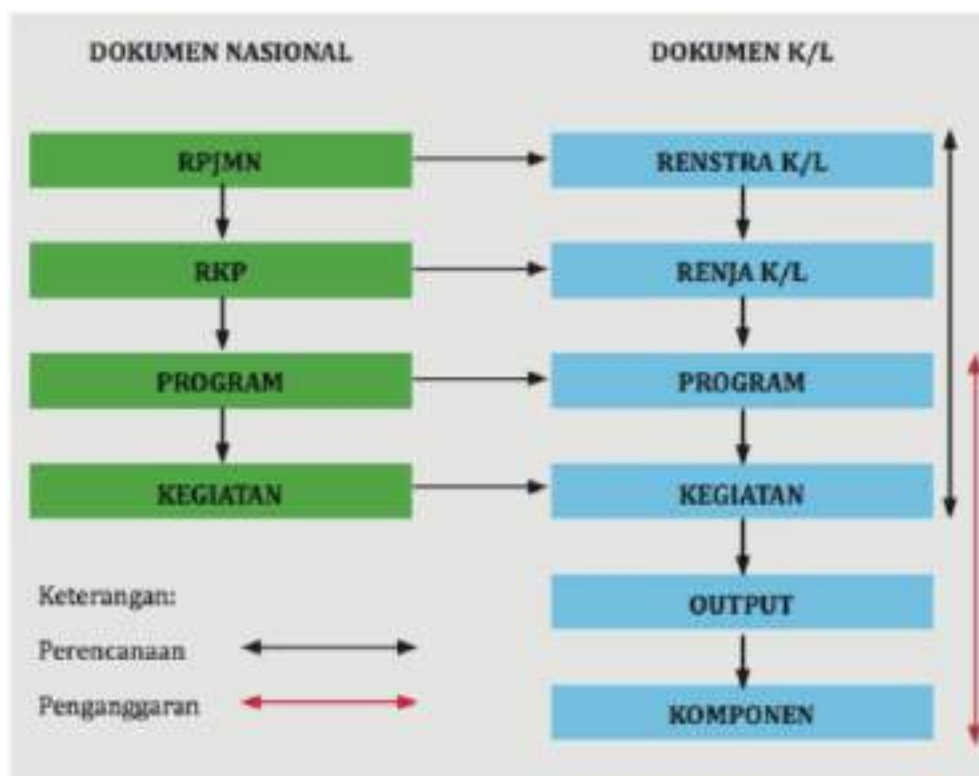 DOKUMEN NASIONAL
DOKUMEN K/L
RPJMN
RENSTRA K/L
RKP
RENJA K/L
PROGRAM
PROGRAM
KEGIATAN
KEGIATAN
OUTPUT
KOMPONEN
Keterangan:
Perencanaan
Penganggaran